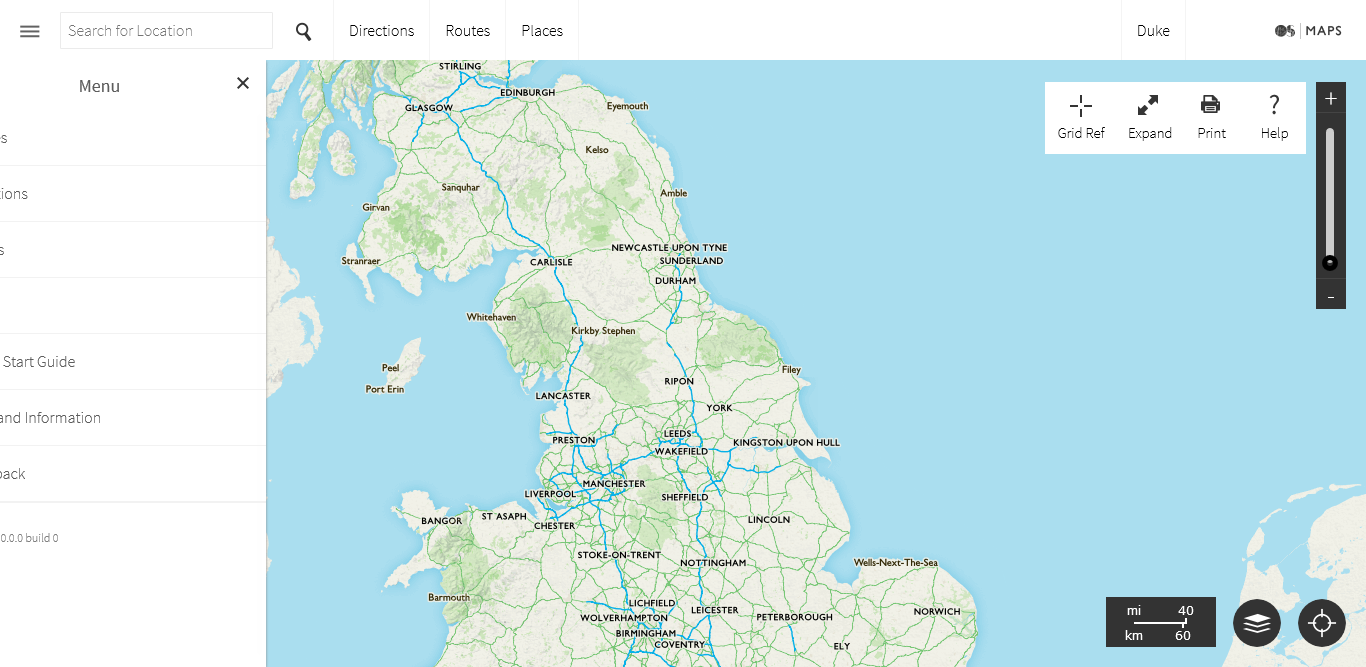 Search for Location
Directions
Routes
Places
Duke
OS MAPS
Menu
s
tions
s
Start Guide
and Information
back
0.0.0 build 0
Grid Ref
Expand
Print
Help
+
-
STIRLING
EDINBURGH
GLASGOW
Eyemouth
Kelso
Sanquhar
Amble
Girvan
NEWCASTLE UPON TYNE
Stranraer
CARLISLE
SUNDERLAND
DURHAM
Whitehaven
Kirkby Stephen
Peel
Filey
Port Erin
RIPON
LANCASTER
YORK
PRESTON
LEEDS
KINGSTON UPON HULL
WAKEFIELD
MANCHESTER
LIVERPOOL
SHEFFIELD
BANGOR
ST ASAPH
CHESTER
LINCOLN
STOKE-ON-TRENT
NOTTINGHAM
Wells-Next-The-Sea
Barmouth
LICHFIELD
LEICESTER
PETERBOROUGH
NORWICH
WOLVERHAMPTON
BIRMINGHAM
COVENTRY
ELY
mi 40
km 60